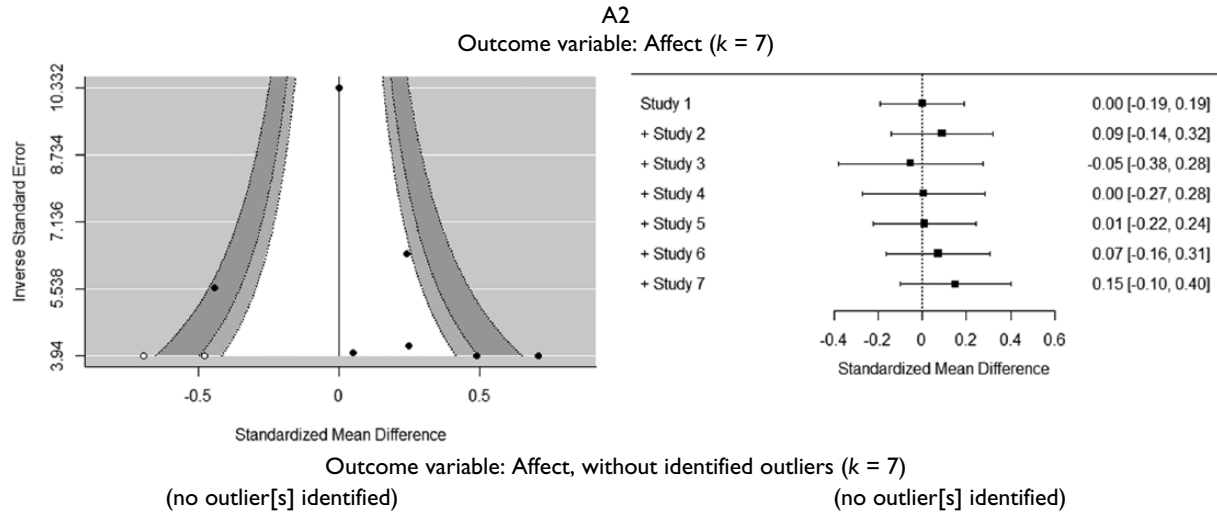 A2
Outcome variable: Affect (k = 7)
Inverse Standard Error
10.332
8.734
7.136
5.538
3.94
-0.5
0
0.5
Standardized Mean Difference
Study 1 0.00 [-0.19, 0.19]
+ Study 2 0.09 [-0.14, 0.32]
+ Study 3 -0.05 [-0.38, 0.28]
+ Study 4 0.00 [-0.27, 0.28]
+ Study 5 0.01 [-0.22, 0.24]
+ Study 6 0.07 [-0.16, 0.31]
+ Study 7 0.15 [-0.10, 0.40]
-0.4 -0.2 0 0.2 0.4 0.6
Standardized Mean Difference
Outcome variable: Affect, without identified outliers (k = 7)
(no outlier[s] identified)
(no outlier[s] identified)